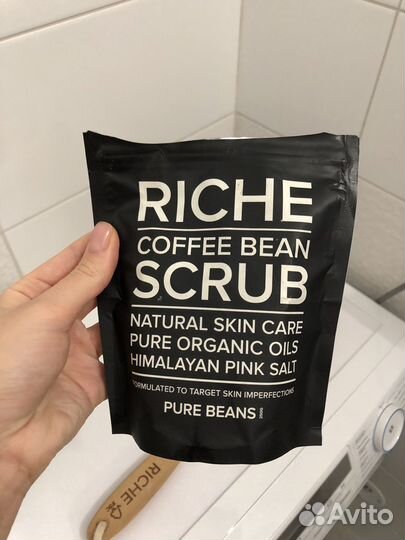 RICHE
COFFEE BEAN
SCRUB
NATURAL SKIN CARE
PURE ORGANIC OILS
HIMALAYAN PINK SALT
FORMULATED TO TARGET SKIN IMPERFECTIONS
PURE BEANS
RICHE
Avito